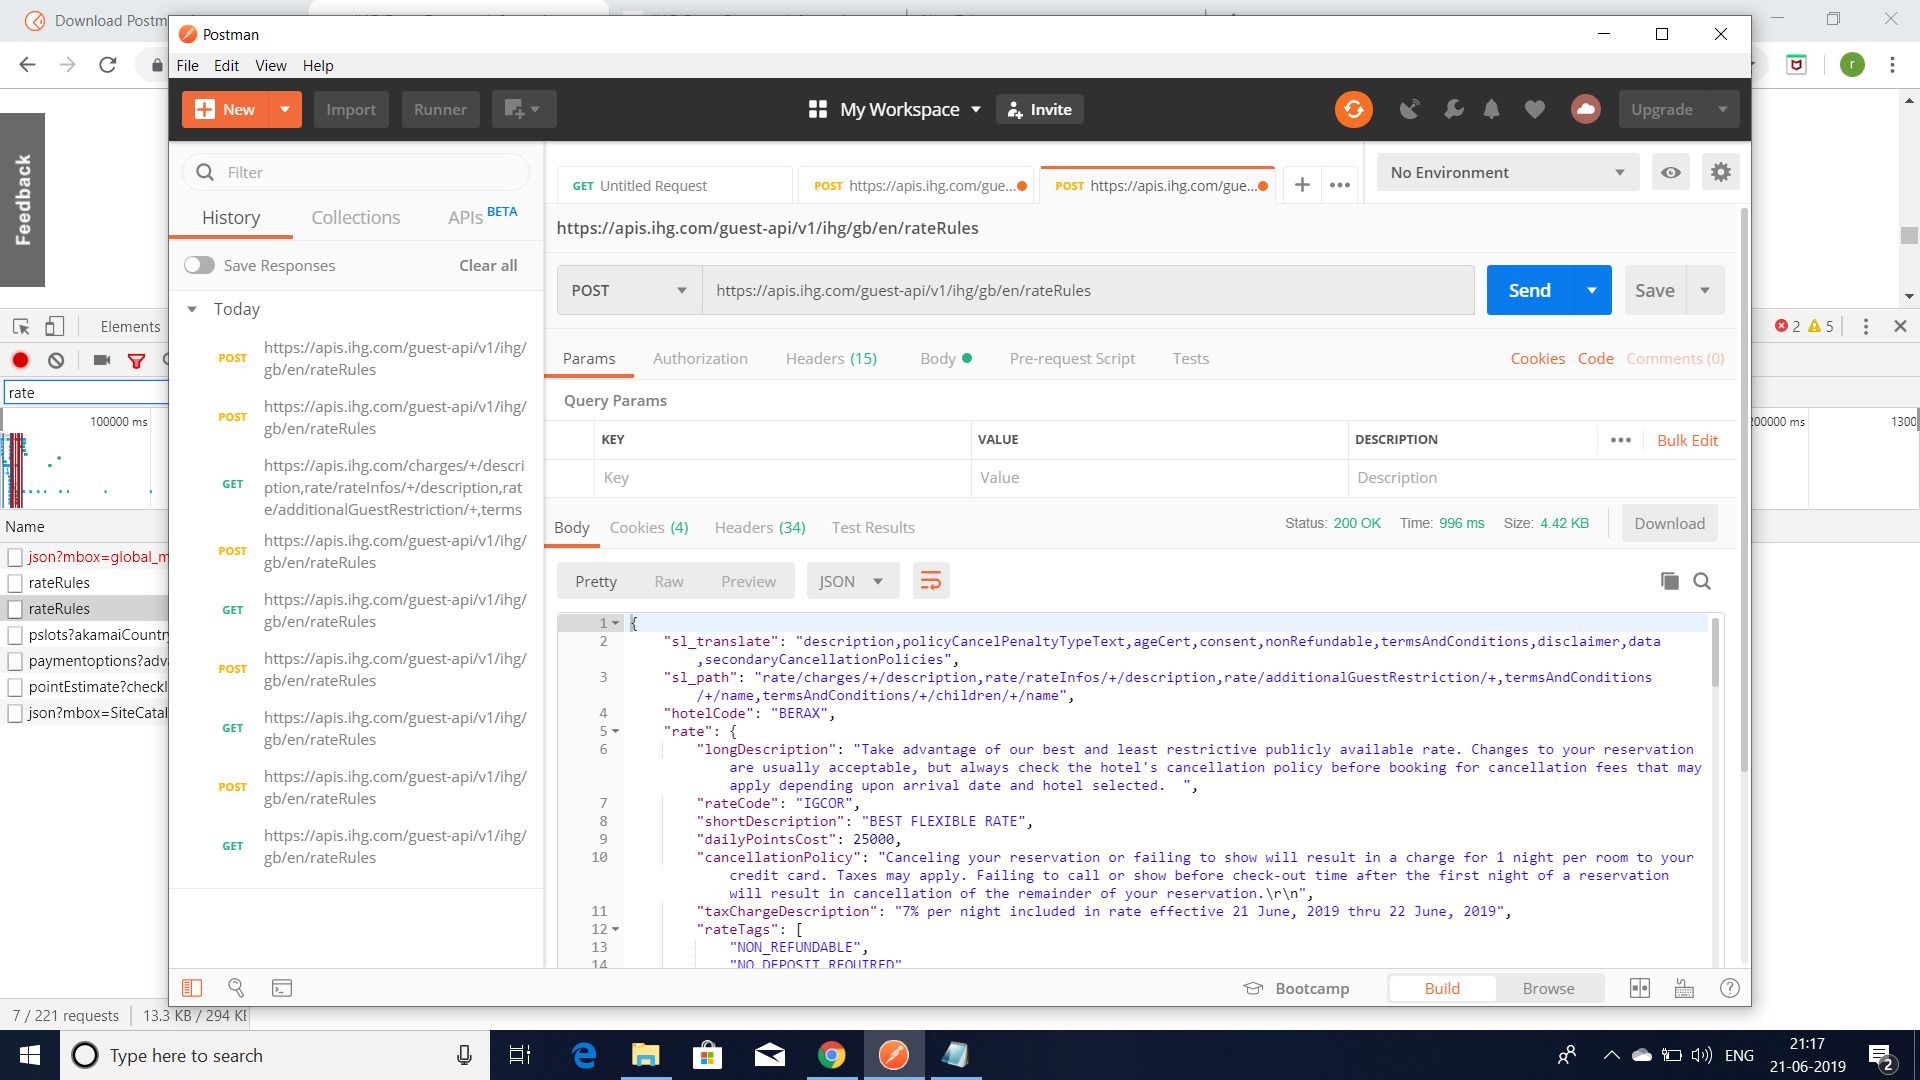 Download Postm
Postman
File Edit View Help
New
Import
Runner
My Workspace
Invite
Upgrade
r
Feedback
Filter
History
Collections
APIs BETA
Save Responses
Clear all
Today
POST https://apis.ihg.com/guest-api/v1/ihg/
gb/en/rateRules
POST https://apis.ihg.com/guest-api/v1/ihg/
gb/en/rateRules
GET https://apis.ihg.com/charges/+/descri
ption,rate/rateInfos/+/description,rat
e/additionalGuestRestriction/+,terms
POST https://apis.ihg.com/guest-api/v1/ihg/
gb/en/rateRules
GET https://apis.ihg.com/guest-api/v1/ihg/
gb/en/rateRules
POST https://apis.ihg.com/guest-api/v1/ihg/
gb/en/rateRules
GET https://apis.ihg.com/guest-api/v1/ihg/
gb/en/rateRules
POST https://apis.ihg.com/guest-api/v1/ihg/
gb/en/rateRules
GET https://apis.ihg.com/guest-api/v1/ihg/
gb/en/rateRules
GET Untitled Request
POST https://apis.ihg.com/gue...
POST https://apis.ihg.com/gue...
No Environment
https://apis.ihg.com/guest-api/v1/ihg/gb/en/rateRules
POST
https://apis.ihg.com/guest-api/v1/ihg/gb/en/rateRules
Send
Save
Params Authorization Headers (15) Body Pre-request Script Tests
Cookies Code Comments (0)
Query Params
KEY VALUE DESCRIPTION
Bulk Edit
Key Value Description
Body Cookies (4) Headers (34) Test Results
Status: 200 OK Time: 996 ms Size: 4.42 KB
Download
Pretty Raw Preview
JSON
1 {
2 "sl_translate": "description,policyCancelPenaltyTypeText,ageCert,consent,nonRefundable,termsAndConditions,disclaimer,data
,secondaryCancellationPolicies",
3 "sl_path": "rate/charges/+/description,rate/rateInfos/+/description,rate/additionalGuestRestriction/+,termsAndConditions
/+/name,termsAndConditions/+/children/+/name",
4 "hotelCode": "BERAX",
5 "rate": {
6 "longDescription": "Take advantage of our best and least restrictive publicly available rate. Changes to your reservation
are usually acceptable, but always check the hotel's cancellation policy before booking for cancellation fees that may
apply depending upon arrival date and hotel selected.  ",
7 "rateCode": "IGCOR",
8 "shortDescription": "BEST FLEXIBLE RATE",
9 "dailyPointsCost": 25000,
10 "cancellationPolicy": "Canceling your reservation or failing to show will result in a charge for 1 night per room to your
credit card. Taxes may apply. Failing to call or show before check-out time after the first night of a reservation
will result in cancellation of the remainder of your reservation.\r\n",
11 "taxChargeDescription": "7% per night included in rate effective 21 June, 2019 thru 22 June, 2019",
12 "rateTags": [
13 "NON_REFUNDABLE",
14 "NO_DEPOSIT_REQUIRED"
Bootcamp
Build
Browse
Elements
2 5
rate
100000 ms
200000 ms
1300
Name
json?mbox=global_m
rateRules
rateRules
pslots?akamaiCountry
paymentoptions?adva
pointEstimate?checkI
json?mbox=SiteCatal
7 / 221 requests
13.3 KB / 294 KB
Type here to search
ENG
21:17
21-06-2019
2